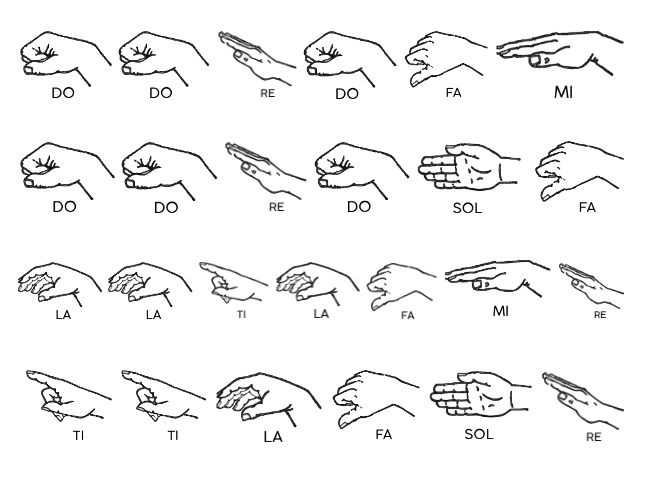 DO DO RE DO FA MI
DO DO RE DO SOL FA
LA LA TI LA FA MI RE
TI TI LA FA SOL RE